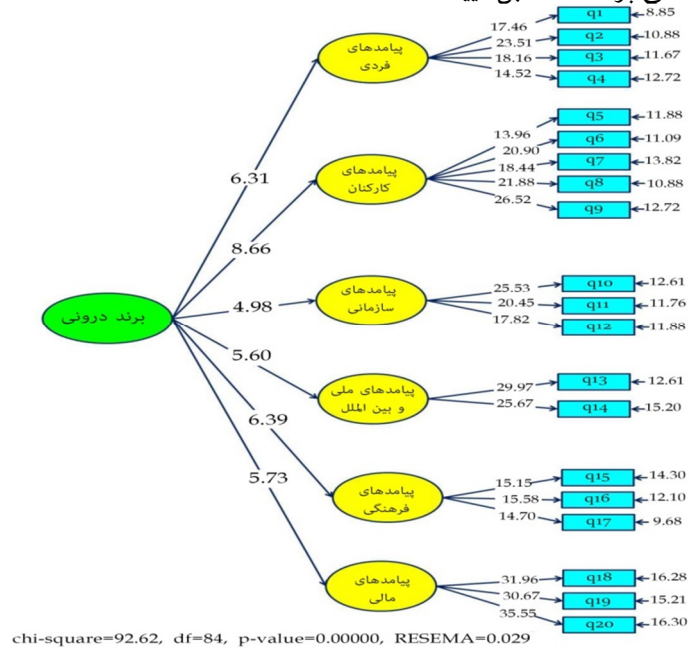 17.46
q1
8.85
پیامدهای
فردی
23.51
q2
10.88
18.16
q3
11.67
14.52
q4
12.72
6.31
13.96
q5
11.88
پیامدهای
کارکنان
20.90
q6
11.09
18.44
q7
13.82
21.88
q8
10.88
26.52
q9
12.72
8.66
برند درونی
4.98
پیامدهای
سازمانی
25.53
q10
12.61
20.45
q11
11.76
17.82
q12
11.88
5.60
پیامدهای ملی
و بین الملل
29.97
q13
12.61
25.67
q14
15.20
6.39
پیامدهای
فرهنگی
15.15
q15
14.30
15.58
q16
12.10
14.70
q17
9.68
5.73
پیامدهای
مالی
31.96
q18
16.28
30.67
q19
15.21
35.55
q20
16.30
chi-square=92.62, df=84, p-value=0.00000, RESEMA=0.029